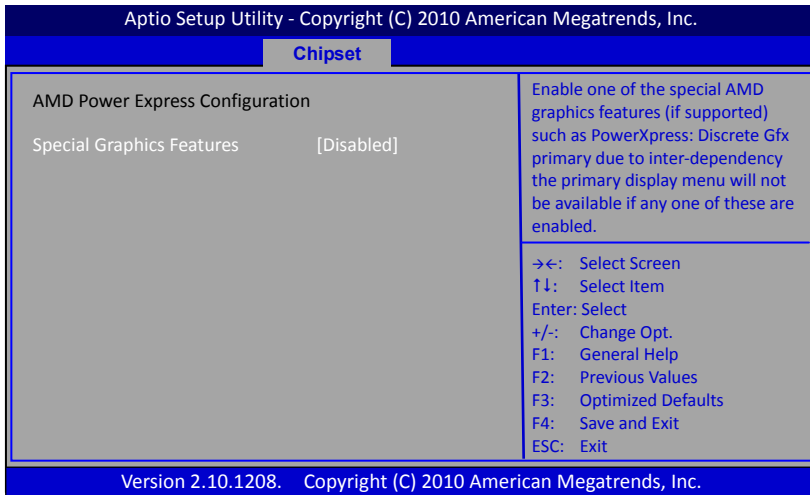 Aptio Setup Utility - Copyright (C) 2010 American Megatrends, Inc.
Chipset
AMD Power Express Configuration
Special Graphics Features [Disabled]
Enable one of the special AMD
graphics features (if supported)
such as PowerXpress: Discrete Gfx
primary due to inter-dependency
the primary display menu will not
be available if any one of these are
enabled.
→←: Select Screen
↑↓: Select Item
Enter: Select
+/-: Change Opt.
F1: General Help
F2: Previous Values
F3: Optimized Defaults
F4: Save and Exit
ESC: Exit
Version 2.10.1208. Copyright (C) 2010 American Megatrends, Inc.